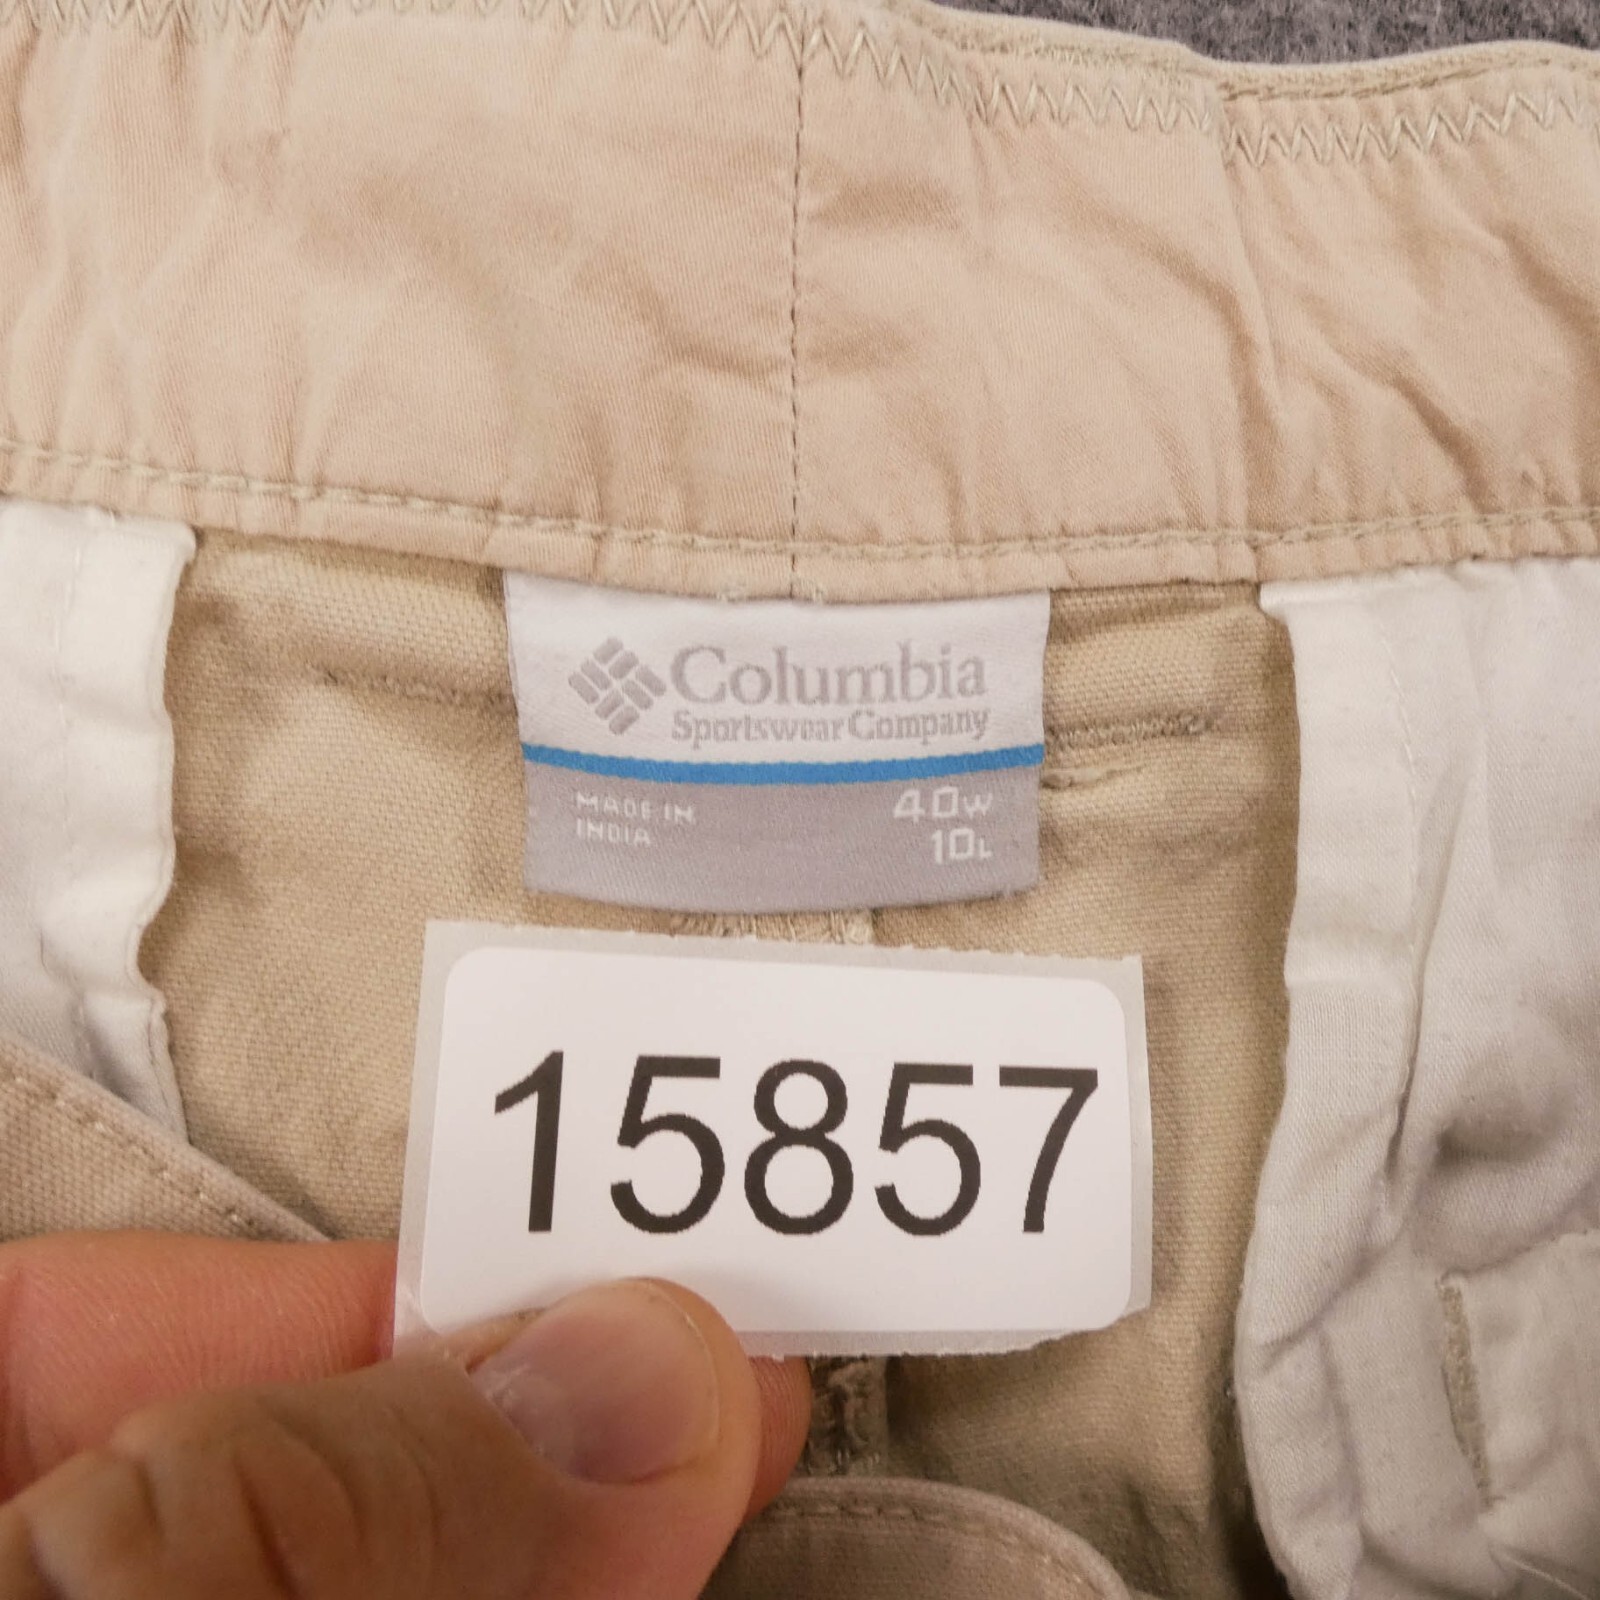 Columbia
Sportswear Company
MADE IN
INDIA
40W
10L
15857